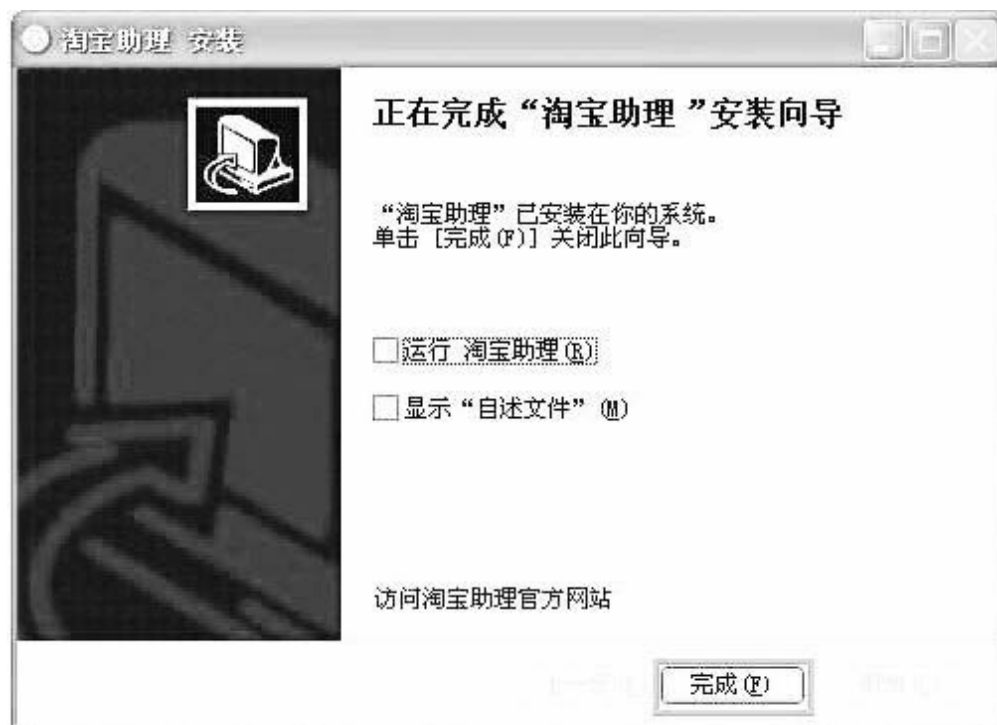 淘宝助理 安装
正在完成“淘宝助理 ”安装向导
“淘宝助理”已安装在你的系统。
单击 [完成(F)] 关闭此向导。
运行 淘宝助理(R)
显示“自述文件” (M)
访问淘宝助理官方网站
完成(F)